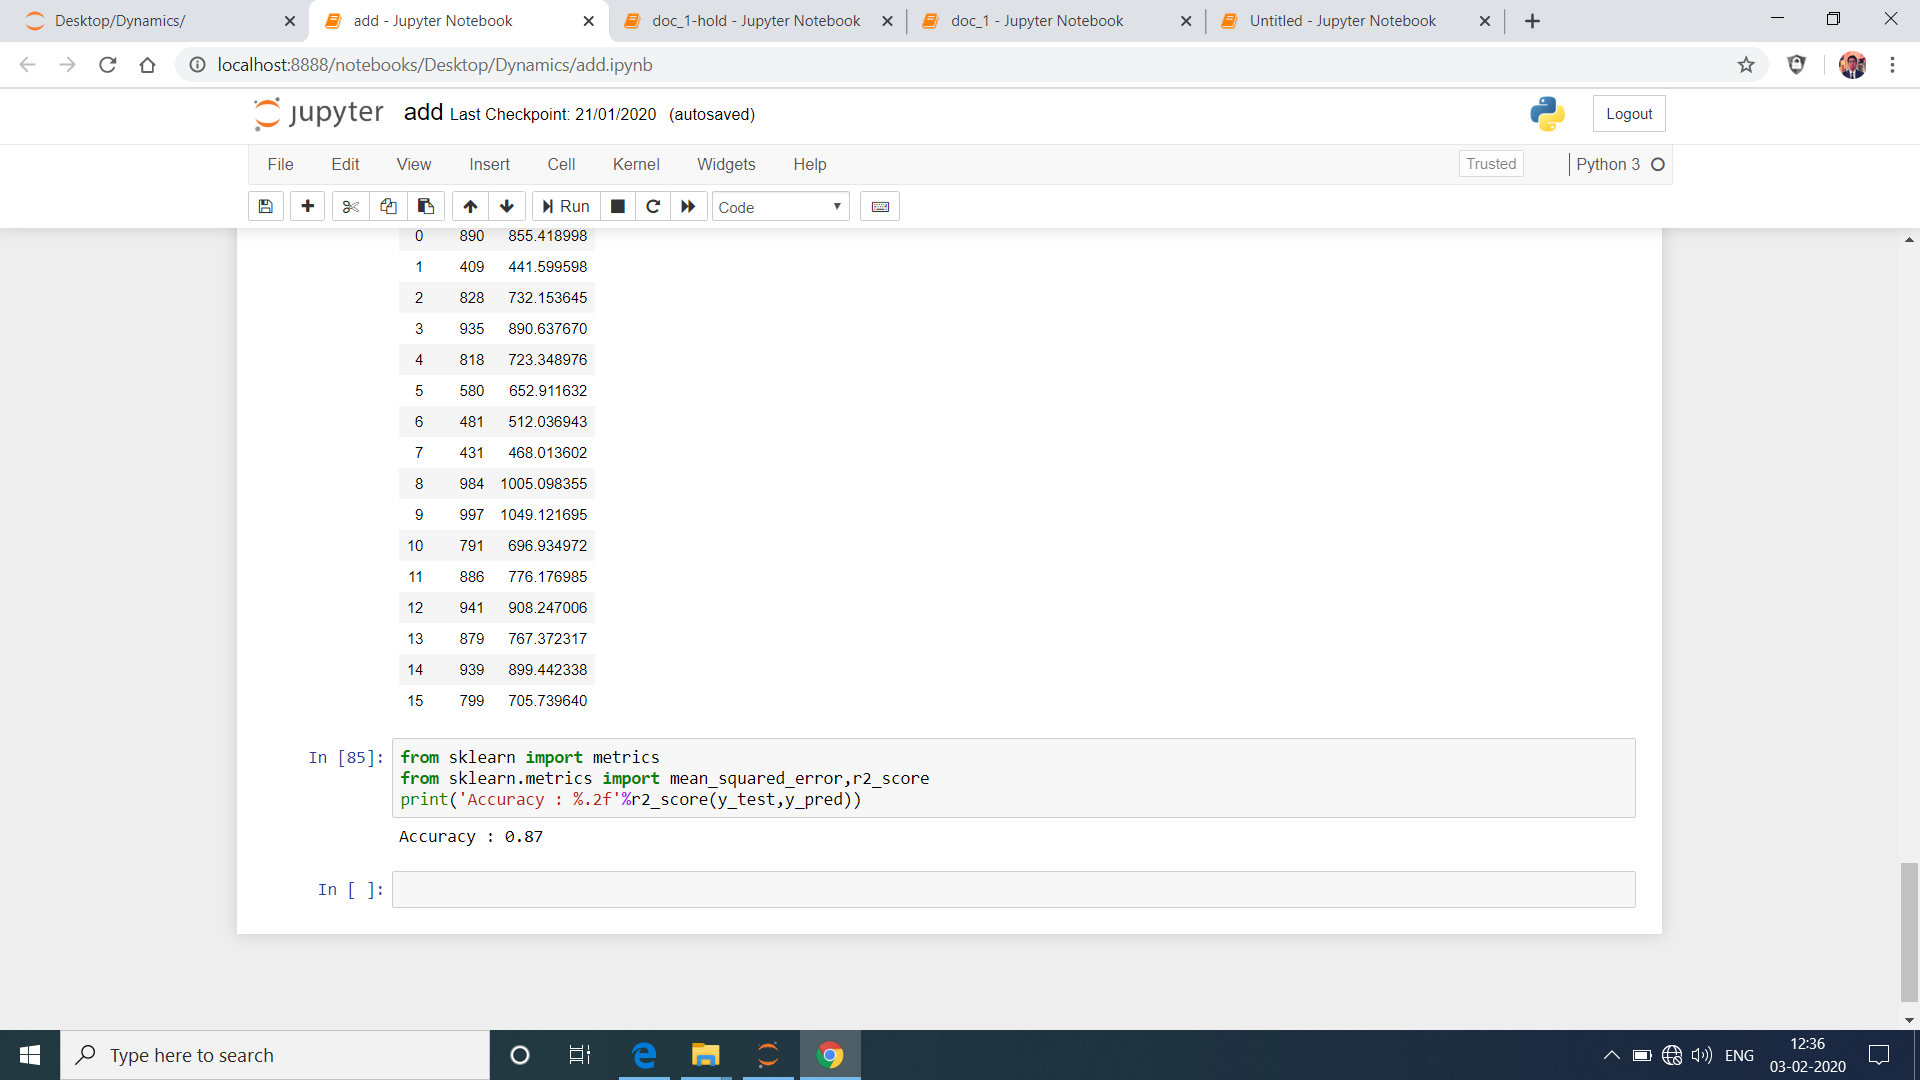 Desktop/Dynamics/
add - Jupyter Notebook
doc_1-hold - Jupyter Notebook
doc_1 - Jupyter Notebook
Untitled - Jupyter Notebook
localhost:8888/notebooks/Desktop/Dynamics/add.ipynb
jupyter add Last Checkpoint: 21/01/2020 (autosaved)
Logout
File Edit View Insert Cell Kernel Widgets Help
Trusted
Python 3
Run
Code
0 890 855.418998
1 409 441.599598
2 828 732.153645
3 935 890.637670
4 818 723.348976
5 580 652.911632
6 481 512.036943
7 431 468.013602
8 984 1005.098355
9 997 1049.121695
10 791 696.934972
11 886 776.176985
12 941 908.247006
13 879 767.372317
14 939 899.442338
15 799 705.739640
In [85]: from sklearn import metrics
from sklearn.metrics import mean_squared_error,r2_score
print('Accuracy : %.2f'%r2_score(y_test,y_pred))
Accuracy : 0.87
In [ ]:
Type here to search
ENG
12:36
03-02-2020